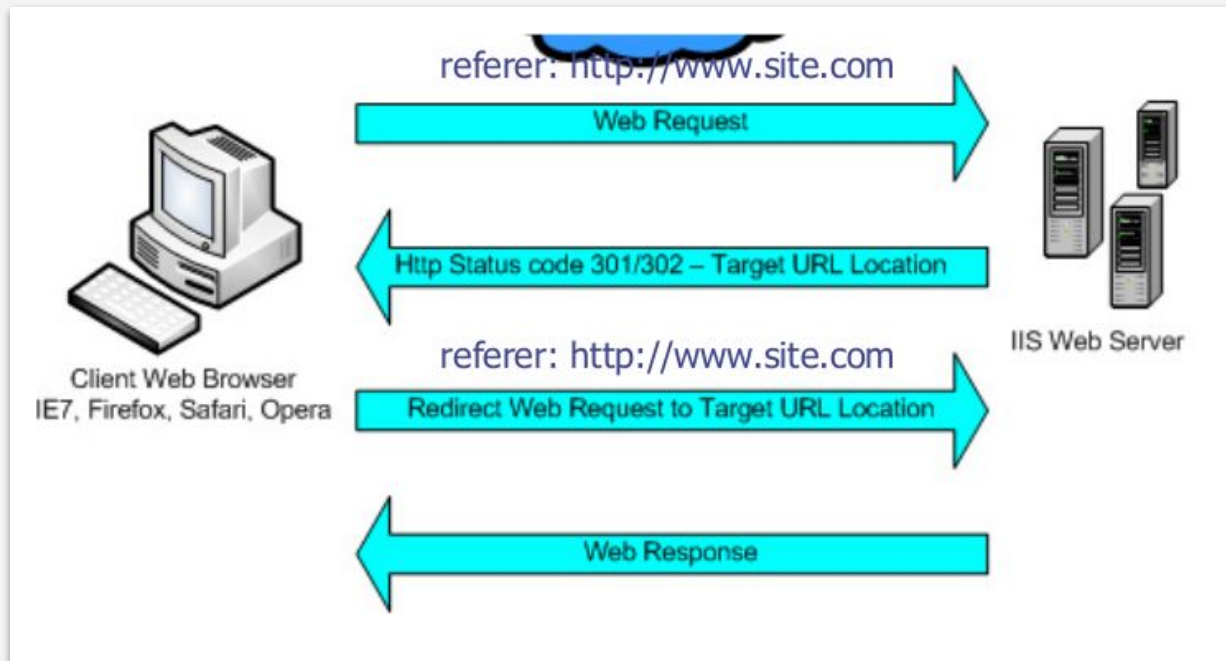 referer: http://www.site.com
Web Request
Http Status code 301/302 – Target URL Location
IIS Web Server
referer: http://www.site.com
Client Web Browser
IE7, Firefox, Safari, Opera
Redirect Web Request to Target URL Location
Web Response